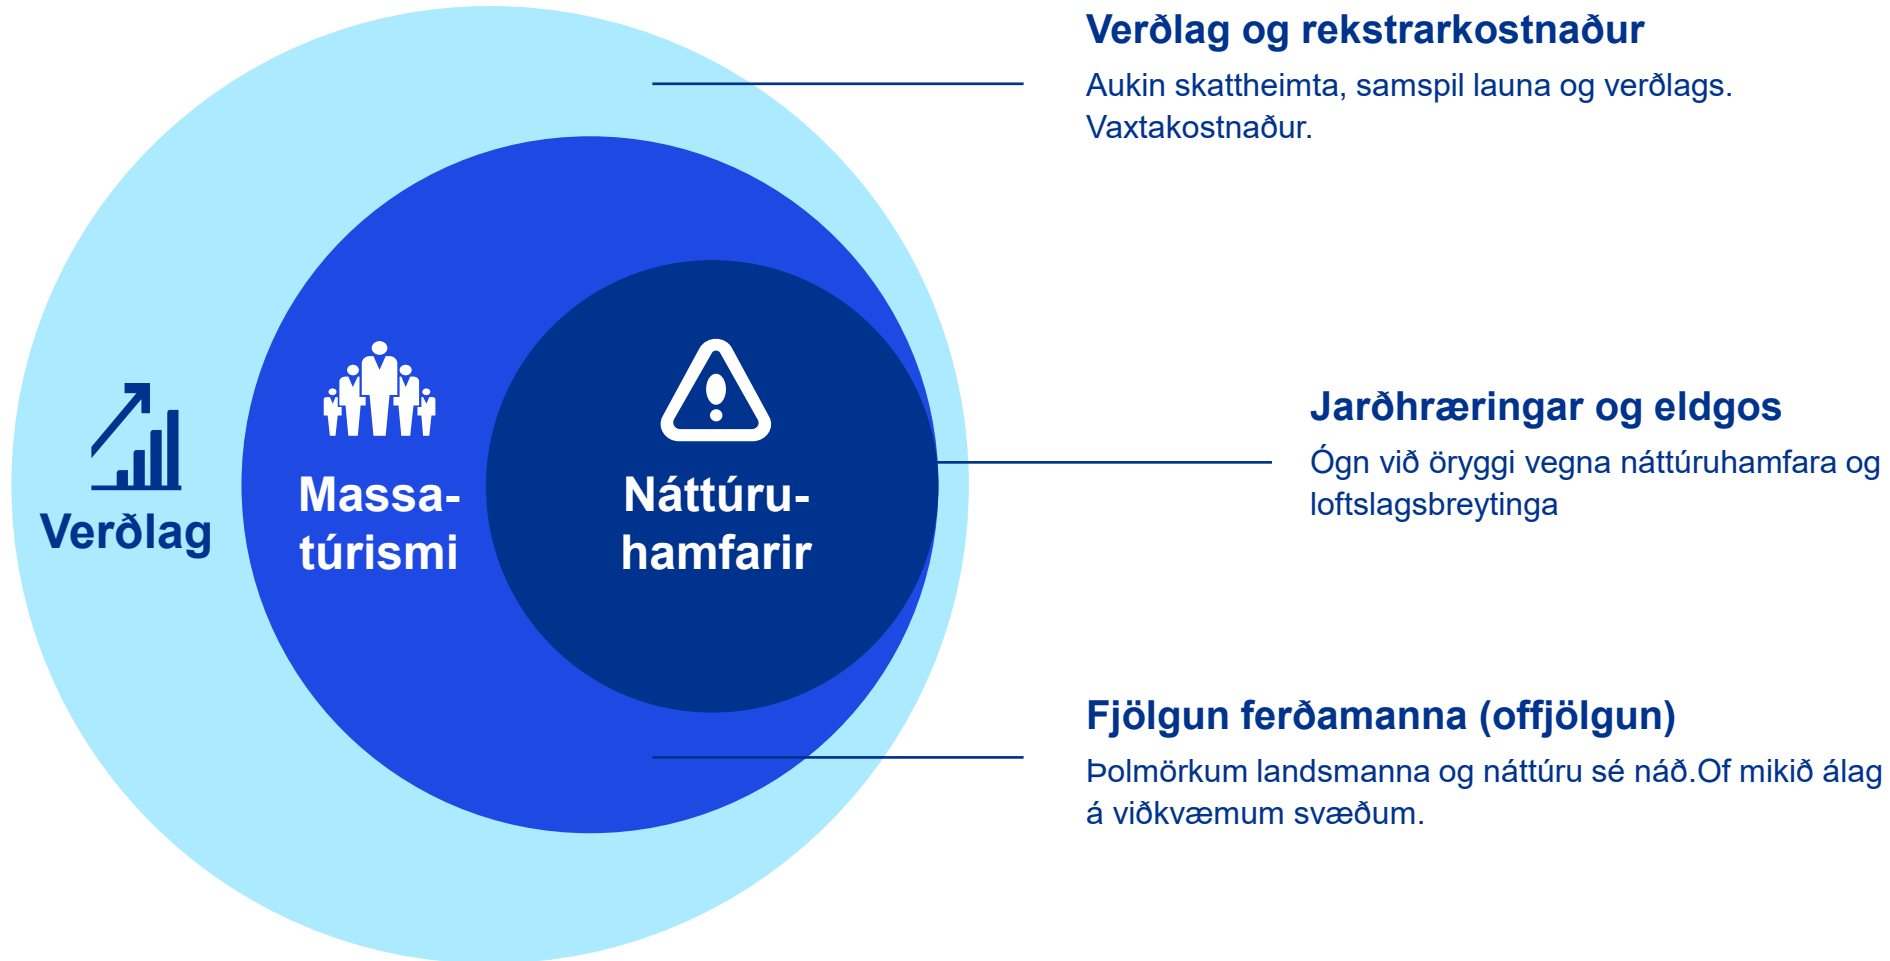 Verðlag og rekstrarkostnaður
Aukin skattheimta, samspil launa og verðlags.
Vaxtakostnaður.
Verðlag
Massa-
túrismi
Náttúru-
hamfarir
Jarðhræringar og eldgos
Ógn við öryggi vegna náttúruhamfara og
loftslagsbreytinga
Fjölgun ferðamanna (offjölgun)
Þolmörkum landsmanna og náttúru sé náð.Of mikið álag
á viðkvæmum svæðum.